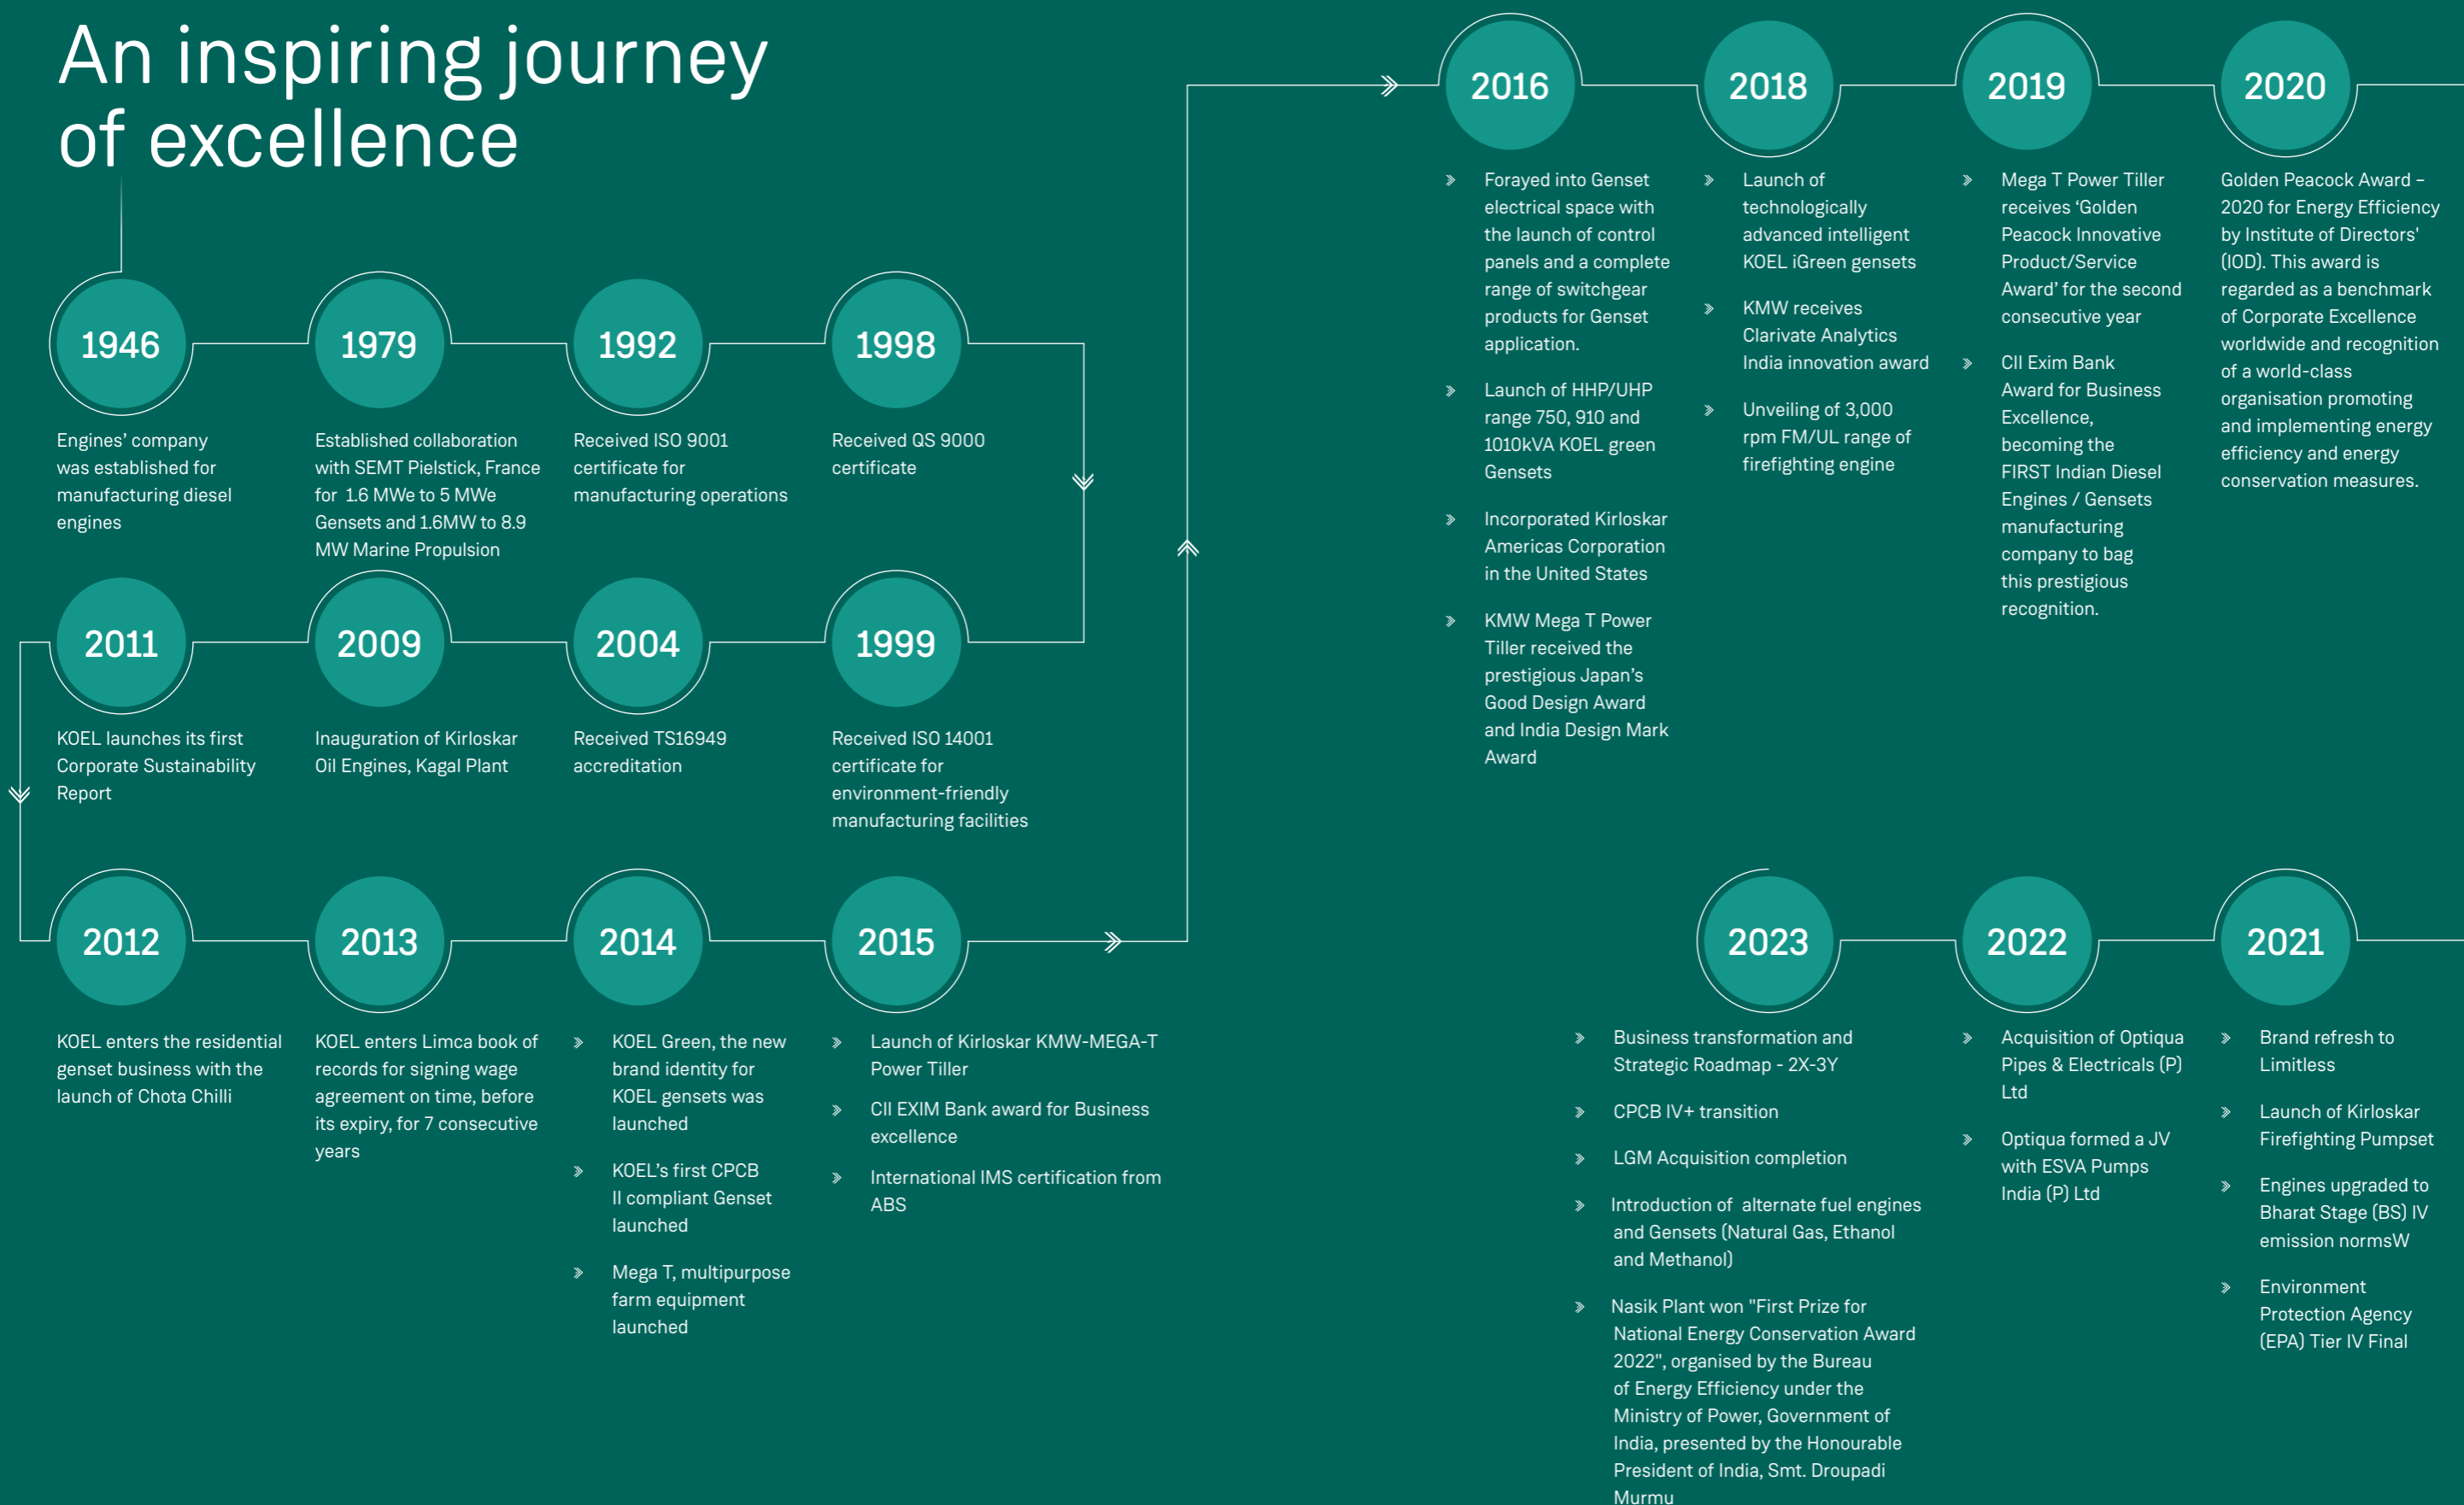 An inspiring journey
of excellence
1946
Engines’ company
was established for
manufacturing diesel
engines
1979
Established collaboration
with SEMT Pielstick, France
for 1.6 MWe to 5 MWe
Gensets and 1.6MW to 8.9
MW Marine Propulsion
1992
Received ISO 9001
certificate for
manufacturing operations
1998
Received QS 9000
certificate
1999
Received ISO 14001
certificate for
environment-friendly
manufacturing facilities
2004
Received TS16949
accreditation
2009
Inauguration of Kirloskar
Oil Engines, Kagal Plant
2011
KOEL launches its first
Corporate Sustainability
Report
2012
KOEL enters the residential
genset business with the
launch of Chota Chilli
2013
KOEL enters Limca book of
records for signing wage
agreement on time, before
its expiry, for 7 consecutive
years
2014
KOEL Green, the new
brand identity for
KOEL gensets was
launched
KOEL’s first CPCB
II compliant Genset
launched
Mega T, multipurpose
farm equipment
launched
2015
Launch of Kirloskar KMW-MEGA-T
Power Tiller
CII EXIM Bank award for Business
excellence
International IMS certification from
ABS
2016
Forayed into Genset
electrical space with
the launch of control
panels and a complete
range of switchgear
products for Genset
application.
Launch of HHP/UHP
range 750, 910 and
1010kVA KOEL green
Gensets
Incorporated Kirloskar
Americas Corporation
in the United States
KMW Mega T Power
Tiller received the
prestigious Japan’s
Good Design Award
and India Design Mark
Award
2018
Launch of
technologically
advanced intelligent
KOEL iGreen gensets
KMW receives
Clarivate Analytics
India innovation award
Unveiling of 3,000
rpm FM/UL range of
firefighting engine
2019
Mega T Power Tiller
receives ‘Golden
Peacock Innovative
Product/Service
Award’ for the second
consecutive year
CII Exim Bank
Award for Business
Excellence,
becoming the
FIRST Indian Diesel
Engines / Gensets
manufacturing
company to bag
this prestigious
recognition.
2020
Golden Peacock Award –
2020 for Energy Efficiency
by Institute of Directors'
(IOD). This award is
regarded as a benchmark
of Corporate Excellence
worldwide and recognition
of a world-class
organisation promoting
and implementing energy
efficiency and energy
conservation measures.
2021
Brand refresh to
Limitless
Launch of Kirloskar
Firefighting Pumpset
Engines upgraded to
Bharat Stage (BS) IV
emission normsW
Environment
Protection Agency
(EPA) Tier IV Final
2022
Acquisition of Optiqua
Pipes & Electricals (P)
Ltd
Optiqua formed a JV
with ESVA Pumps
India (P) Ltd
2023
Business transformation and
Strategic Roadmap - 2X-3Y
CPCB IV+ transition
LGM Acquisition completion
Introduction of alternate fuel engines
and Gensets (Natural Gas, Ethanol
and Methanol)
Nasik Plant won "First Prize for
National Energy Conservation Award
2022", organised by the Bureau
of Energy Efficiency under the
Ministry of Power, Government of
India, presented by the Honourable
President of India, Smt. Droupadi
Murmu